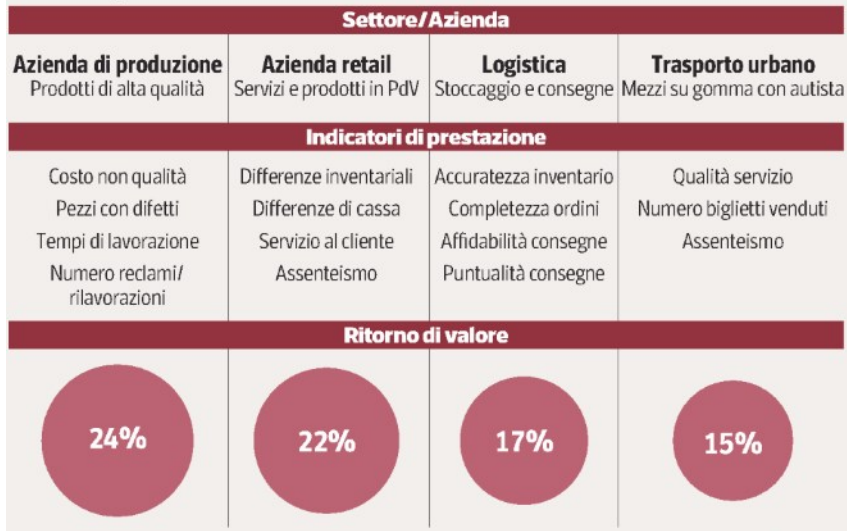 Settore/Azienda
Azienda di produzione
Prodotti di alta qualità
Azienda retail
Servizi e prodotti in PdV
Logistica
Stoccaggio e consegne
Trasporto urbano
Mezzi su gomma con autista
Indicatori di prestazione
Costo non qualità
Pezzi con difetti
Tempi di lavorazione
Numero reclami/
rilavorazioni
Differenze inventariali
Differenze di cassa
Servizio al cliente
Assenteismo
Accuratezza inventario
Completezza ordini
Affidabilità consegne
Puntualità consegne
Qualità servizio
Numero biglietti venduti
Assenteismo
Ritorno di valore
24%
22%
17%
15%